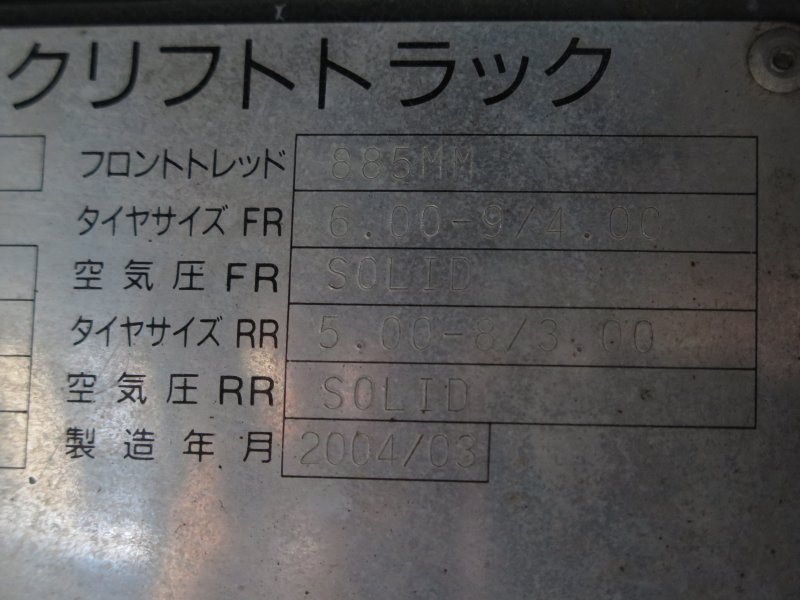 クリフトトラック
フロントトレッド 885MM
タイヤサイズ FR 6.00-9/4.00
空気圧 FR SOLID
タイヤサイズ RR 5.00-8/3.00
空気圧 RR SOLID
製造年月 2004/03